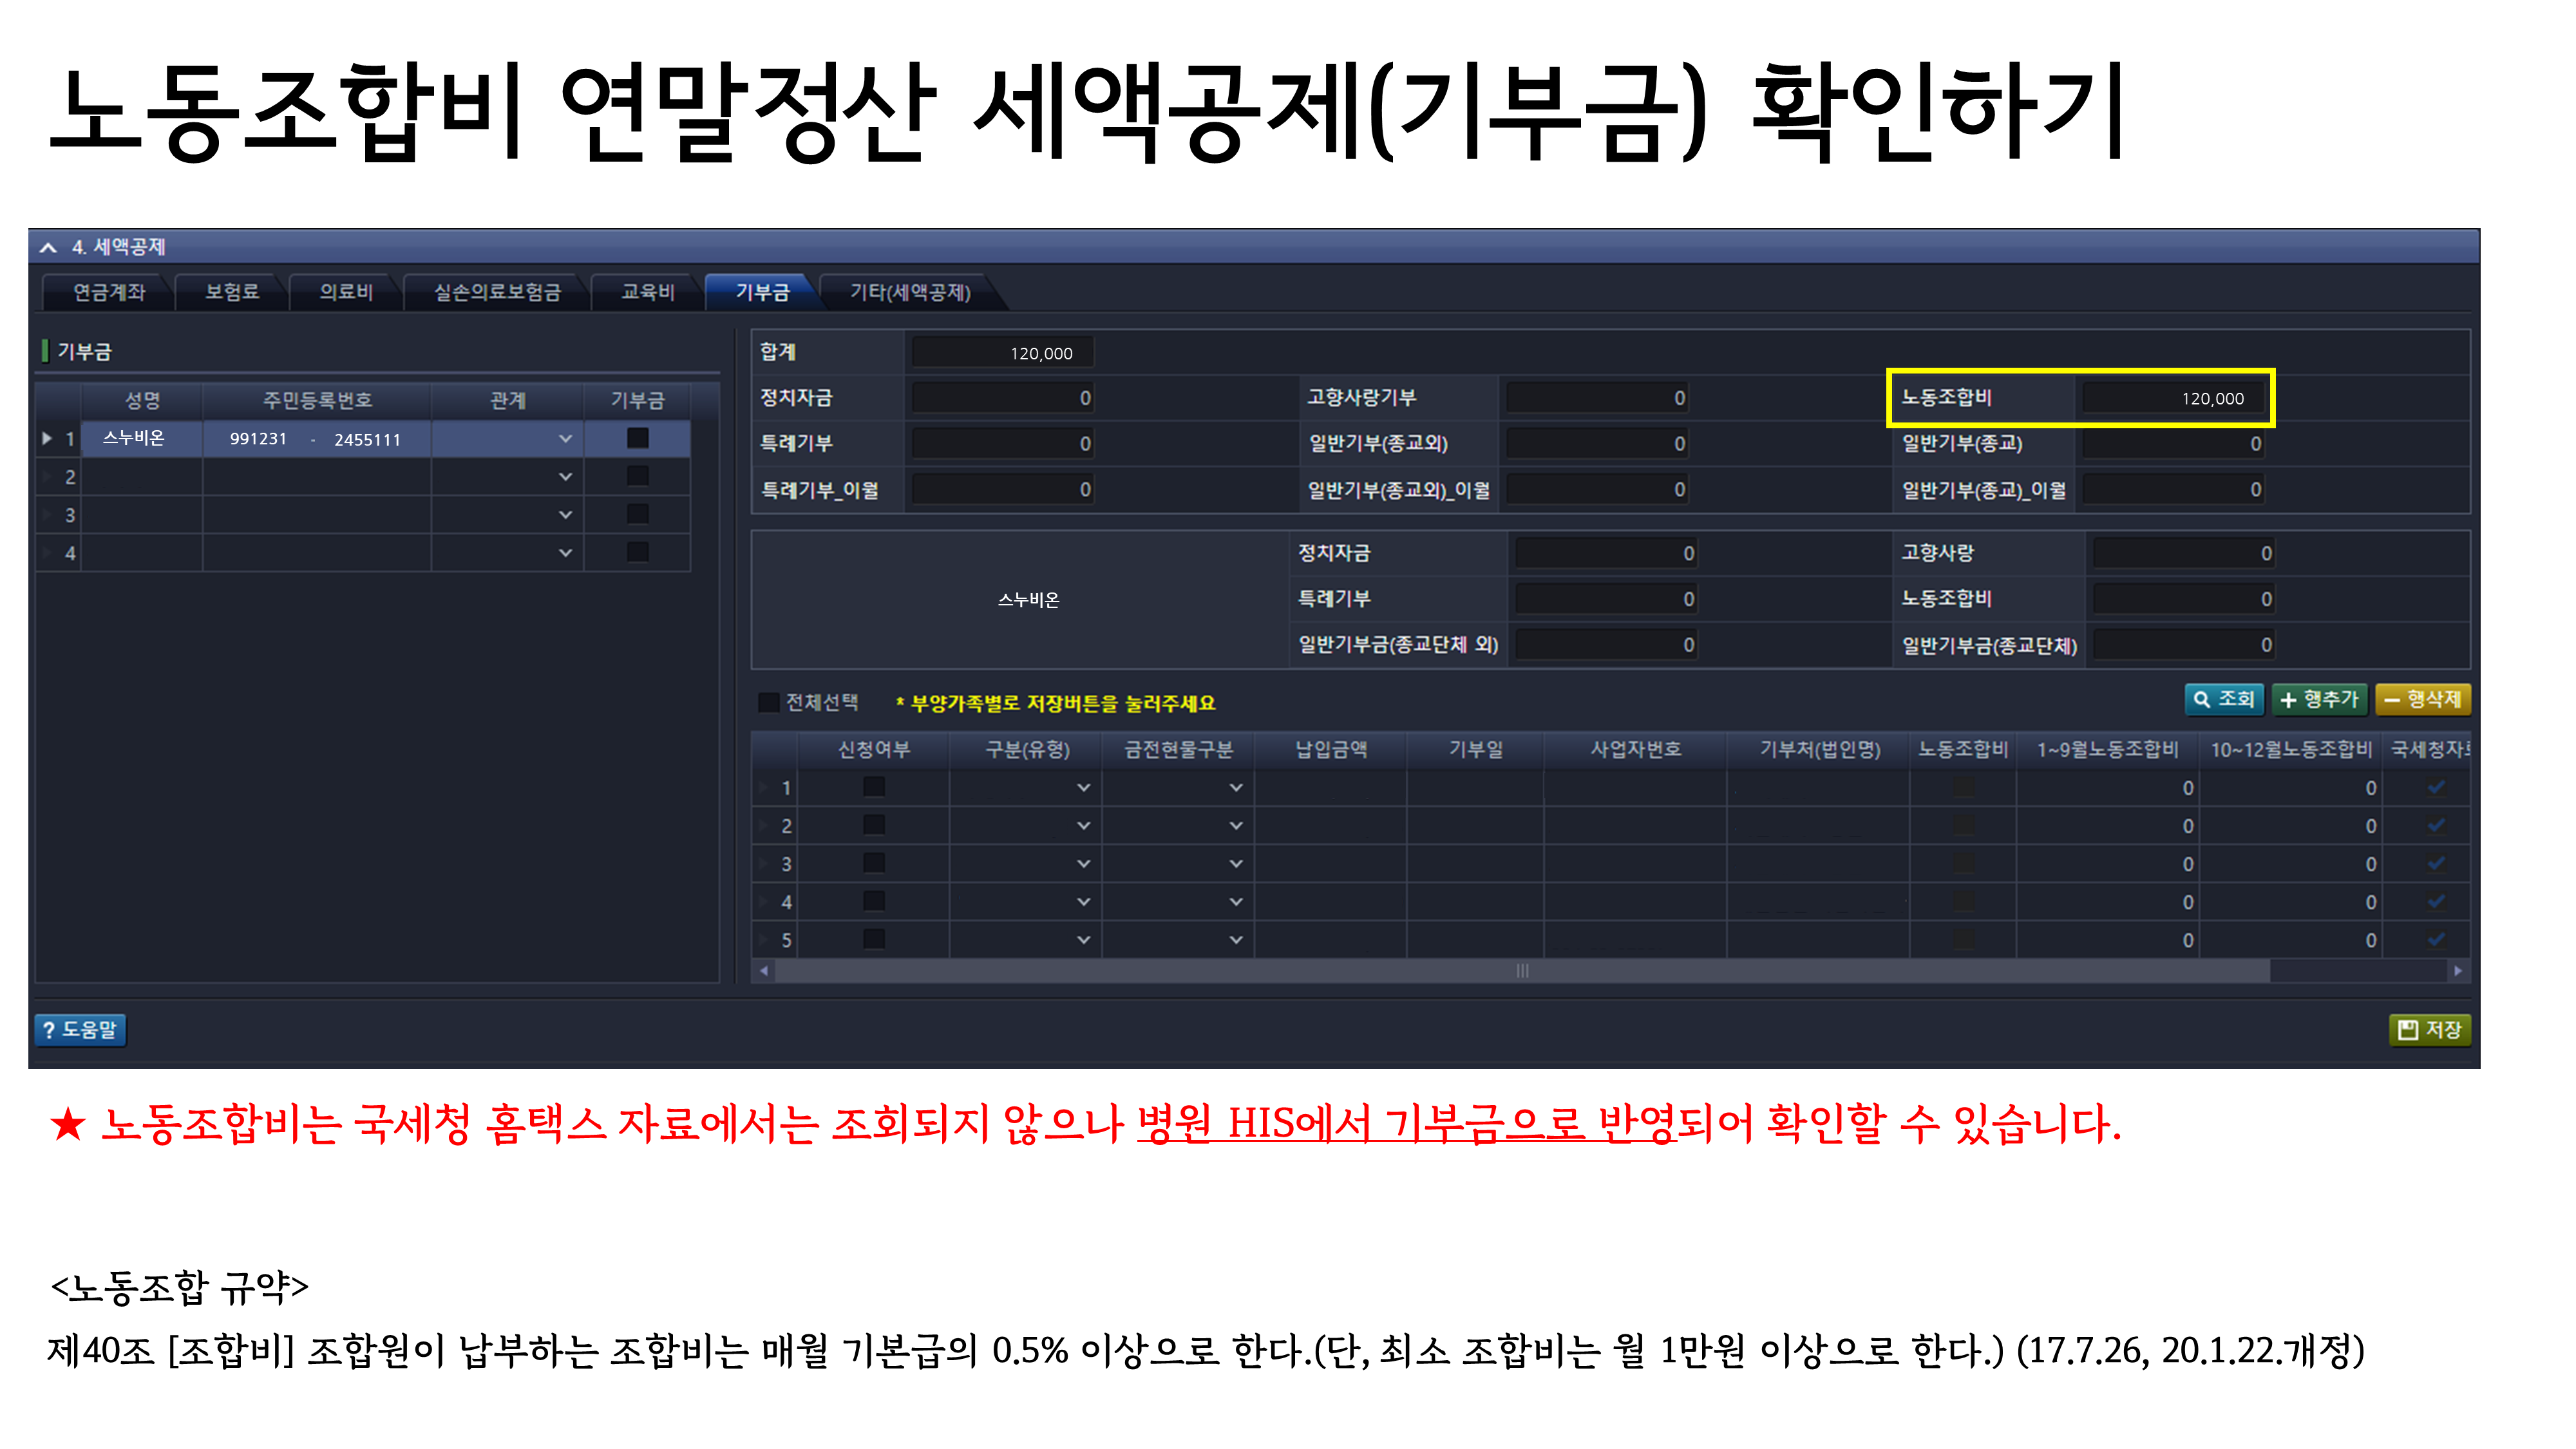 노동조합비 연말정산 세액공제(기부금) 확인하기
4. 세액공제
연금계좌 보험료 의료비 실손의료보험금 교육비 기부금 기타(세액공제)
기부금
성명 주민등록번호 관계 기부금
1 스누비온 991231 - 2455111
2
3
4
합계 120,000
정치자금 0 고향사랑기부 0 노동조합비 120,000
특례기부 0 일반기부(종교외) 0 일반기부(종교) 0
특례기부_이월 0 일반기부(종교외)_이월 0 일반기부(종교)_이월 0
스누비온
정치자금 0 고향사랑 0
특례기부 0 노동조합비 0
일반기부금(종교단체 외) 0 일반기부금(종교단체) 0
전체선택 * 부양가족별로 저장버튼을 눌러주세요 조회 행추가 행삭제
신청여부 구분(유형) 금전현물구분 납입금액 기부일 사업자번호 기부처(법인명) 노동조합비 1~9월노동조합비 10~12월노동조합비 국세청자
1 0 0
2 0 0
3 0 0
4 0 0
5 0 0
? 도움말 저장
★ 노동조합비는 국세청 홈택스 자료에서는 조회되지 않으나 병원 HIS에서 기부금으로 반영되어 확인할 수 있습니다.
<노동조합 규약>
제40조 [조합비] 조합원이 납부하는 조합비는 매월 기본급의 0.5% 이상으로 한다.(단, 최소 조합비는 월 1만원 이상으로 한다.) (17.7.26, 20.1.22.개정)